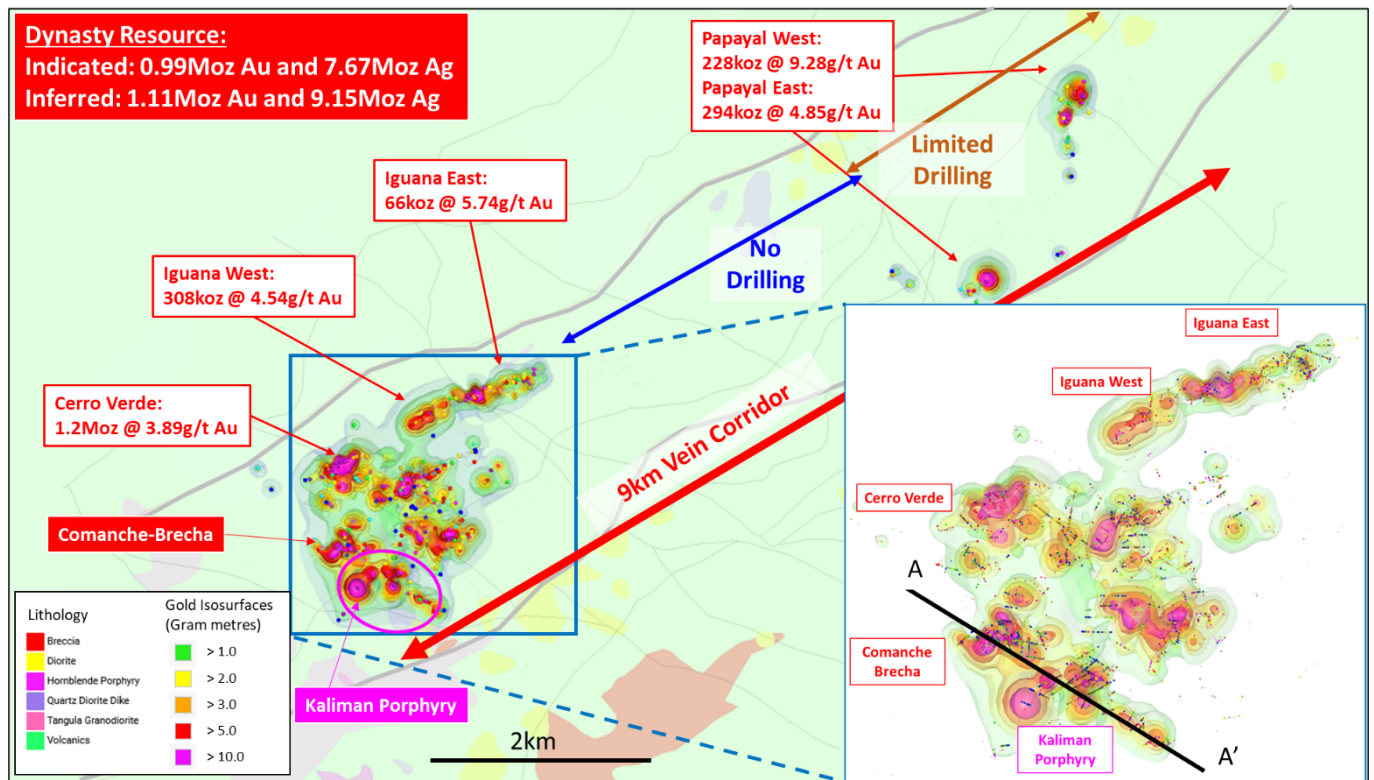 Dynasty Resource:
Indicated: 0.99Moz Au and 7.67Moz Ag
Inferred: 1.11Moz Au and 9.15Moz Ag
Papayal West:
228koz @ 9.28g/t Au
Papayal East:
294koz @ 4.85g/t Au
Limited
Drilling
Iguana East:
66koz @ 5.74g/t Au
No
Drilling
Iguana West:
308koz @ 4.54g/t Au
Cerro Verde:
1.2Moz @ 3.89g/t Au
9km Vein Corridor
Comanche-Brecha
Kaliman Porphyry
2km
Lithology
Breccia
Diorite
Hornblende Porphyry
Quartz Diorite Dike
Tangula Granodiorite
Volcanics
Gold Isosurfaces
(Gram metres)
> 1.0
> 2.0
> 3.0
> 5.0
> 10.0
Iguana East
Iguana West
Cerro Verde
A
Comanche
Brecha
Kaliman
Porphyry
A'